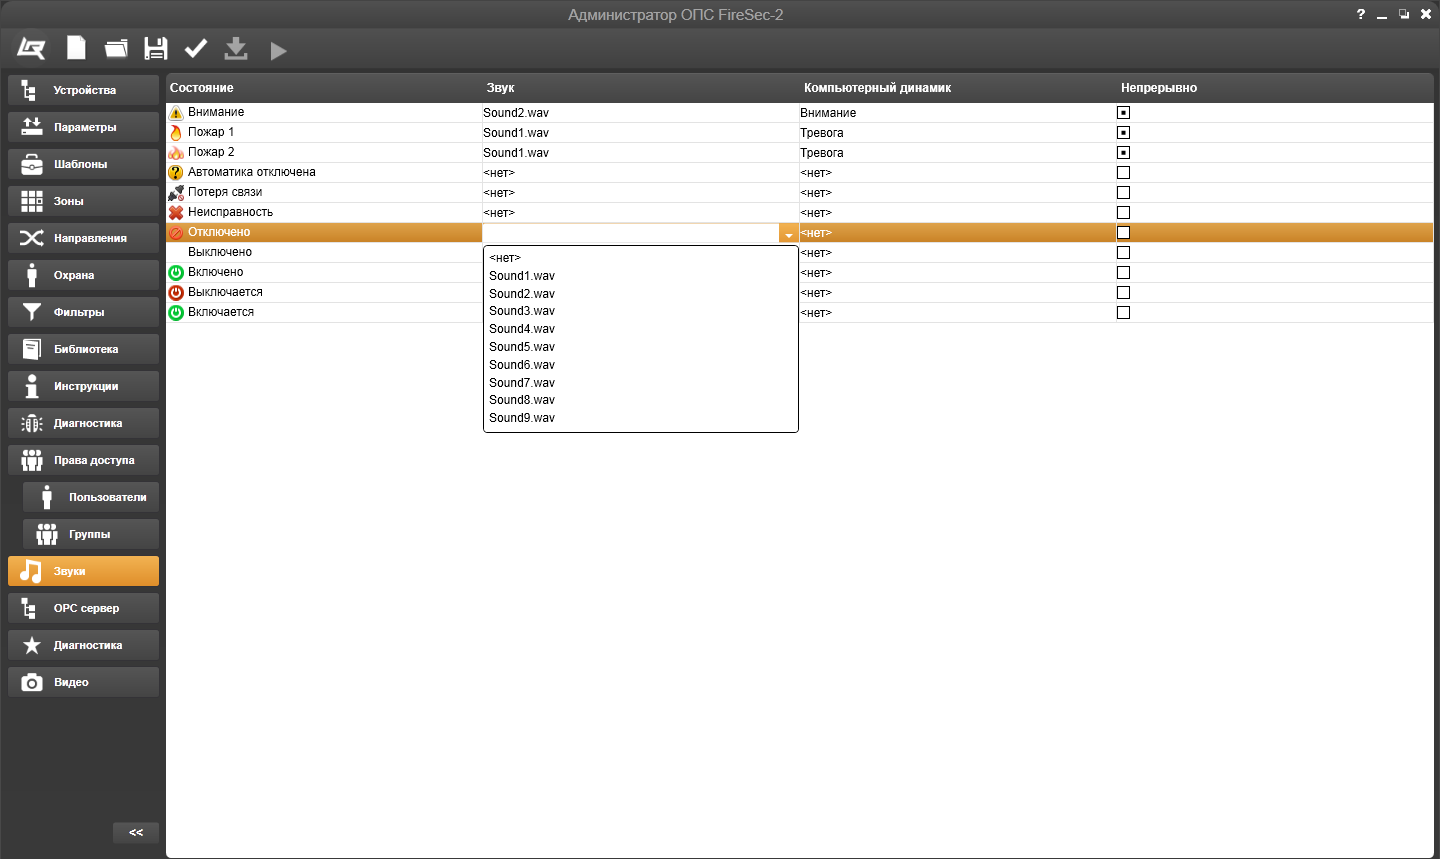 Администратор ОПС FireSec-2
?
Устройства
Параметры
Шаблоны
Зоны
Направления
Охрана
Фильтры
Библиотека
Инструкции
Диагностика
Права доступа
Пользователи
Группы
Звуки
OPC сервер
Диагностика
Видео
<<
Состояние Звук Компьютерный динамик Непрерывно
Внимание Sound2.wav Внимание
Пожар 1 Sound1.wav Тревога
Пожар 2 Sound1.wav Тревога
Автоматика отключена <нет> <нет>
Потеря связи <нет> <нет>
Неисправность <нет> <нет>
Отключено <нет>
Выключено <нет>
Включено <нет>
Выключается <нет>
Включается <нет>
<нет>
Sound1.wav
Sound2.wav
Sound3.wav
Sound4.wav
Sound5.wav
Sound6.wav
Sound7.wav
Sound8.wav
Sound9.wav